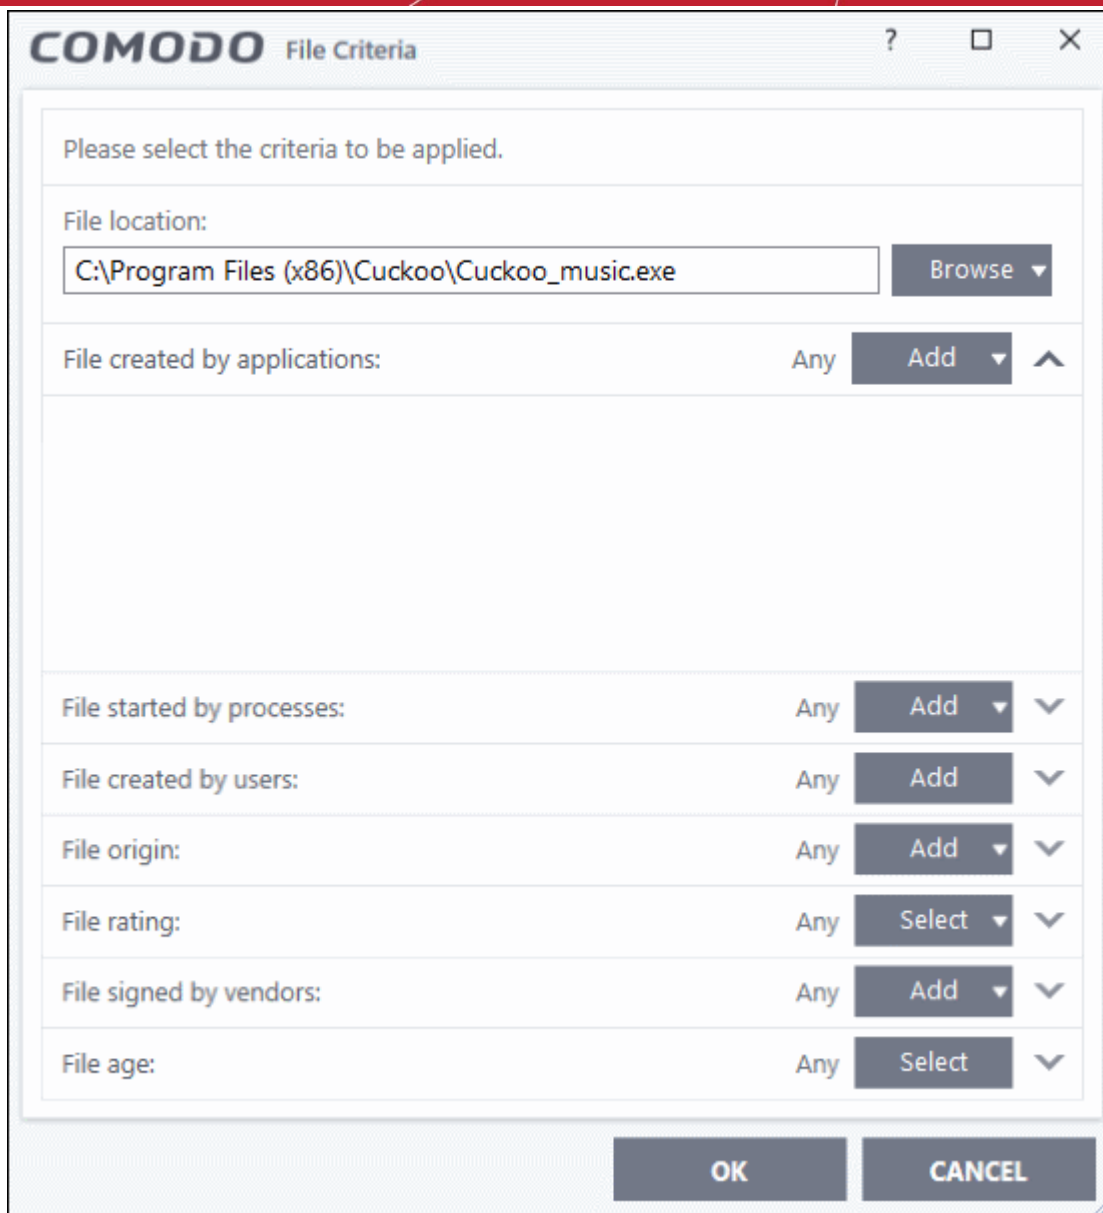 COMODO File Criteria ?
Please select the criteria to be applied.
File location:
C:\Program Files (x86)\Cuckoo\Cuckoo_music.exe Browse
File created by applications: Any Add
File started by processes: Any Add
File created by users: Any Add
File origin: Any Add
File rating: Any Select
File signed by vendors: Any Add
File age: Any Select
OK CANCEL